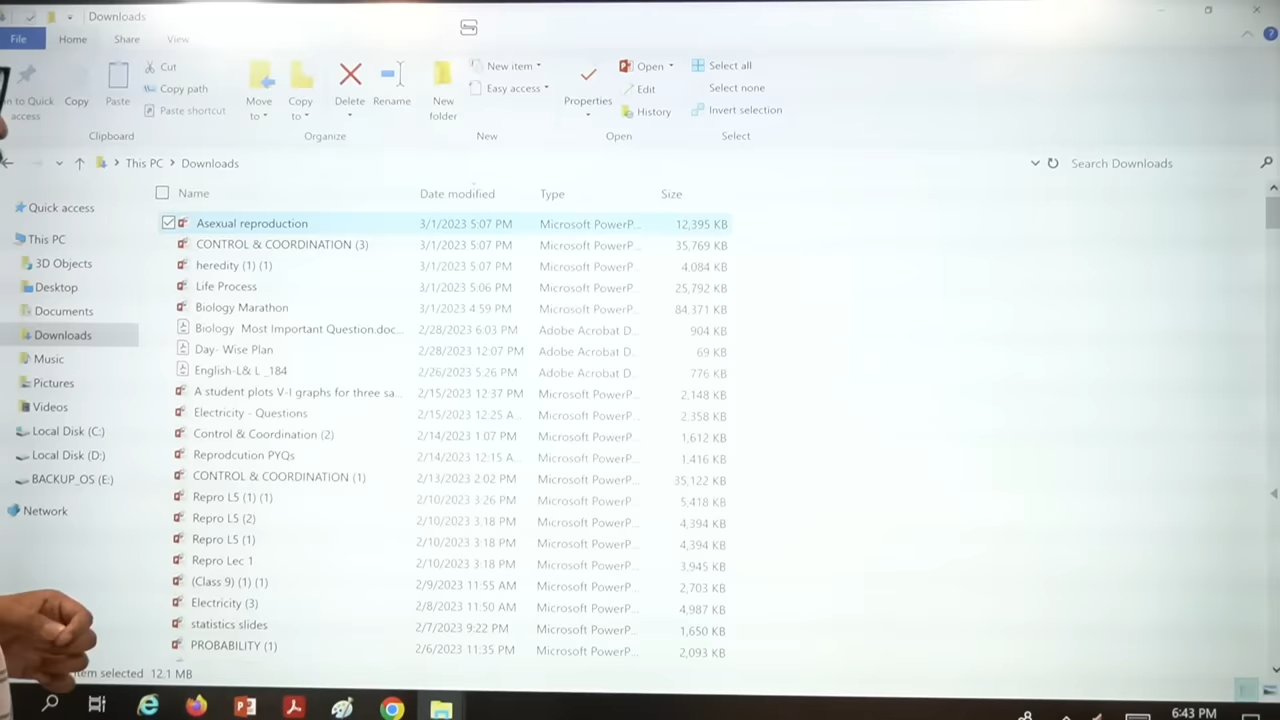 Downloads
File Home Share View
Cut
Copy path
Paste shortcut
n to Quick access
Copy
Paste
Clipboard
Move to
Copy to
Delete
Rename
Organize
New folder
New item
Easy access
New
Properties
Open
Edit
History
Open
Select all
Select none
Invert selection
Select
This PC > Downloads
Search Downloads
Name Date modified Type Size
Quick access
This PC
3D Objects
Desktop
Documents
Downloads
Music
Pictures
Videos
Local Disk (C:)
Local Disk (D:)
BACKUP_OS (E:)
Network
Asexual reproduction 3/1/2023 5:07 PM Microsoft PowerP... 12,395 KB
CONTROL & COORDINATION (3) 3/1/2023 5:07 PM Microsoft PowerP... 35,769 KB
heredity (1) (1) 3/1/2023 5:07 PM Microsoft PowerP... 4,084 KB
Life Process 3/1/2023 5:06 PM Microsoft PowerP... 25,792 KB
Biology Marathon 3/1/2023 4:59 PM Microsoft PowerP... 84,371 KB
Biology Most Important Question.doc... 2/28/2023 6:03 PM Adobe Acrobat D... 904 KB
Day- Wise Plan 2/28/2023 12:07 PM Adobe Acrobat D... 69 KB
English-L& L _184 2/26/2023 5:26 PM Adobe Acrobat D... 776 KB
A student plots V-I graphs for three sa... 2/15/2023 12:37 PM Microsoft PowerP... 2,148 KB
Electricity - Questions 2/15/2023 12:25 A... Microsoft PowerP... 2,358 KB
Control & Coordination (2) 2/14/2023 1:07 PM Microsoft PowerP... 1,612 KB
Reprodcution PYQs 2/14/2023 12:15 A... Microsoft PowerP... 1,416 KB
CONTROL & COORDINATION (1) 2/13/2023 2:02 PM Microsoft PowerP... 35,122 KB
Repro L5 (1) (1) 2/10/2023 3:26 PM Microsoft PowerP... 5,418 KB
Repro L5 (2) 2/10/2023 3:18 PM Microsoft PowerP... 4,394 KB
Repro L5 (1) 2/10/2023 3:18 PM Microsoft PowerP... 4,394 KB
Repro Lec 1 2/10/2023 3:18 PM Microsoft PowerP... 3,945 KB
(Class 9) (1) (1) 2/9/2023 11:55 AM Microsoft PowerP... 2,703 KB
Electricity (3) 2/8/2023 11:50 AM Microsoft PowerP... 4,987 KB
statistics slides 2/7/2023 9:22 PM Microsoft PowerP... 1,650 KB
PROBABILITY (1) 2/6/2023 11:35 PM Microsoft PowerP... 2,093 KB
item selected 12.1 MB
6:43 PM